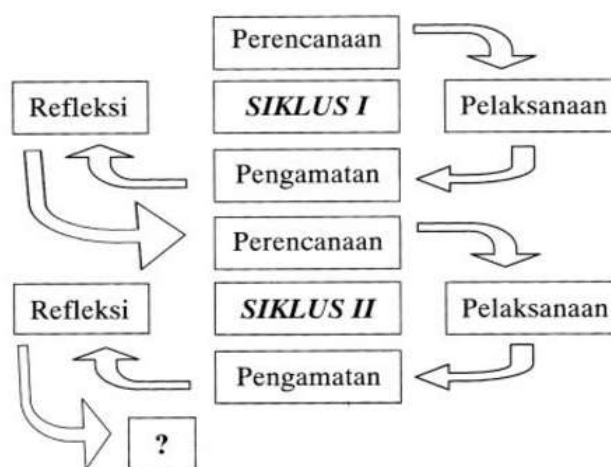 Perencanaan
Refleksi
SIKLUS I
Pelaksanaan
Pengamatan
Perencanaan
Refleksi
SIKLUS II
Pelaksanaan
Pengamatan
?